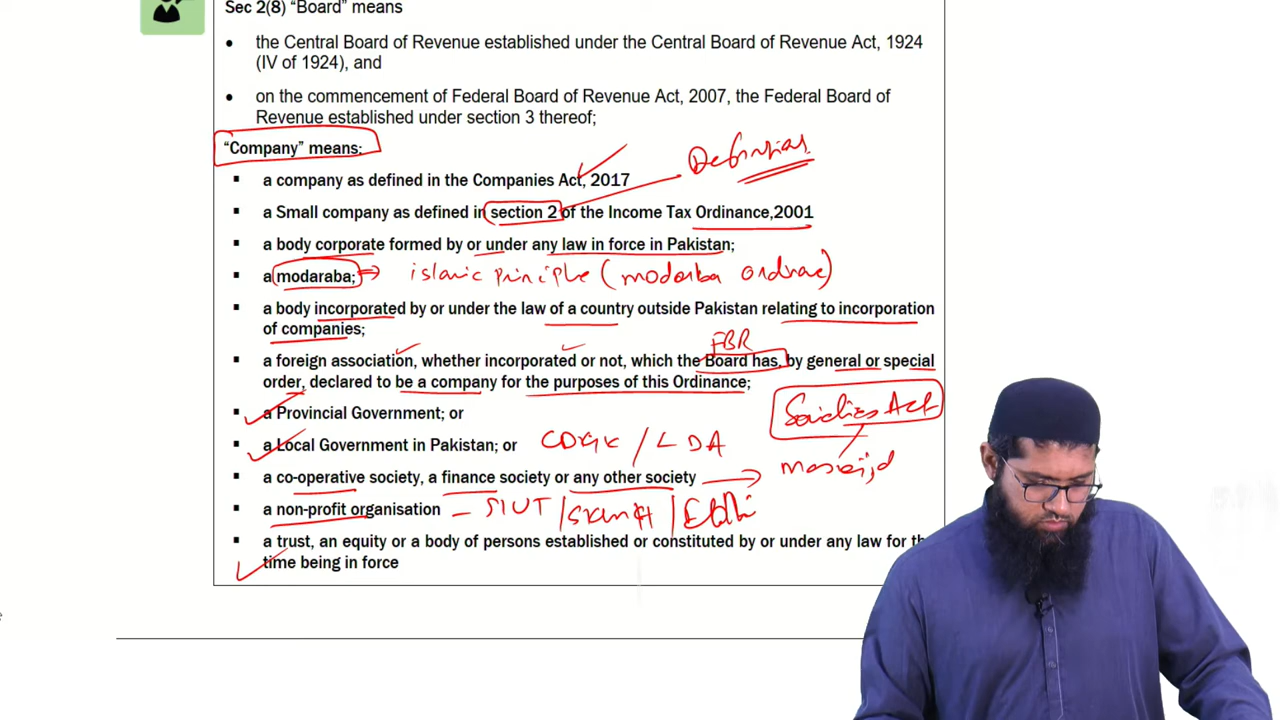 Sec 2(8) "Board" means
• the Central Board of Revenue established under the Central Board of Revenue Act, 1924
(IV of 1924), and
• on the commencement of Federal Board of Revenue Act, 2007, the Federal Board of
Revenue established under section 3 thereof;
"Company" means:
Definitions
▪ a company as defined in the Companies Act, 2017
▪ a Small company as defined in section 2 of the Income Tax Ordinance,2001
▪ a body corporate formed by or under any law in force in Pakistan;
▪ a modaraba; islamic principle (modarba
▪ a body incorporated by or under the law of a country outside Pakistan relating to incorporation
of companies;
FBR
▪ a foreign association, whether incorporated or not, which the Board has, by general or special
order, declared to be a company for the purposes of this Ordinance;
Societies Act
▪ a Provincial Government; or
▪ a Local Government in Pakistan; or CDGK / LDA
▪ a co-operative society, a finance society or any other society
▪ a non-profit organisation – SIUT /
▪ a trust, an equity or a body of persons established or constituted by or under any law for
time being in force